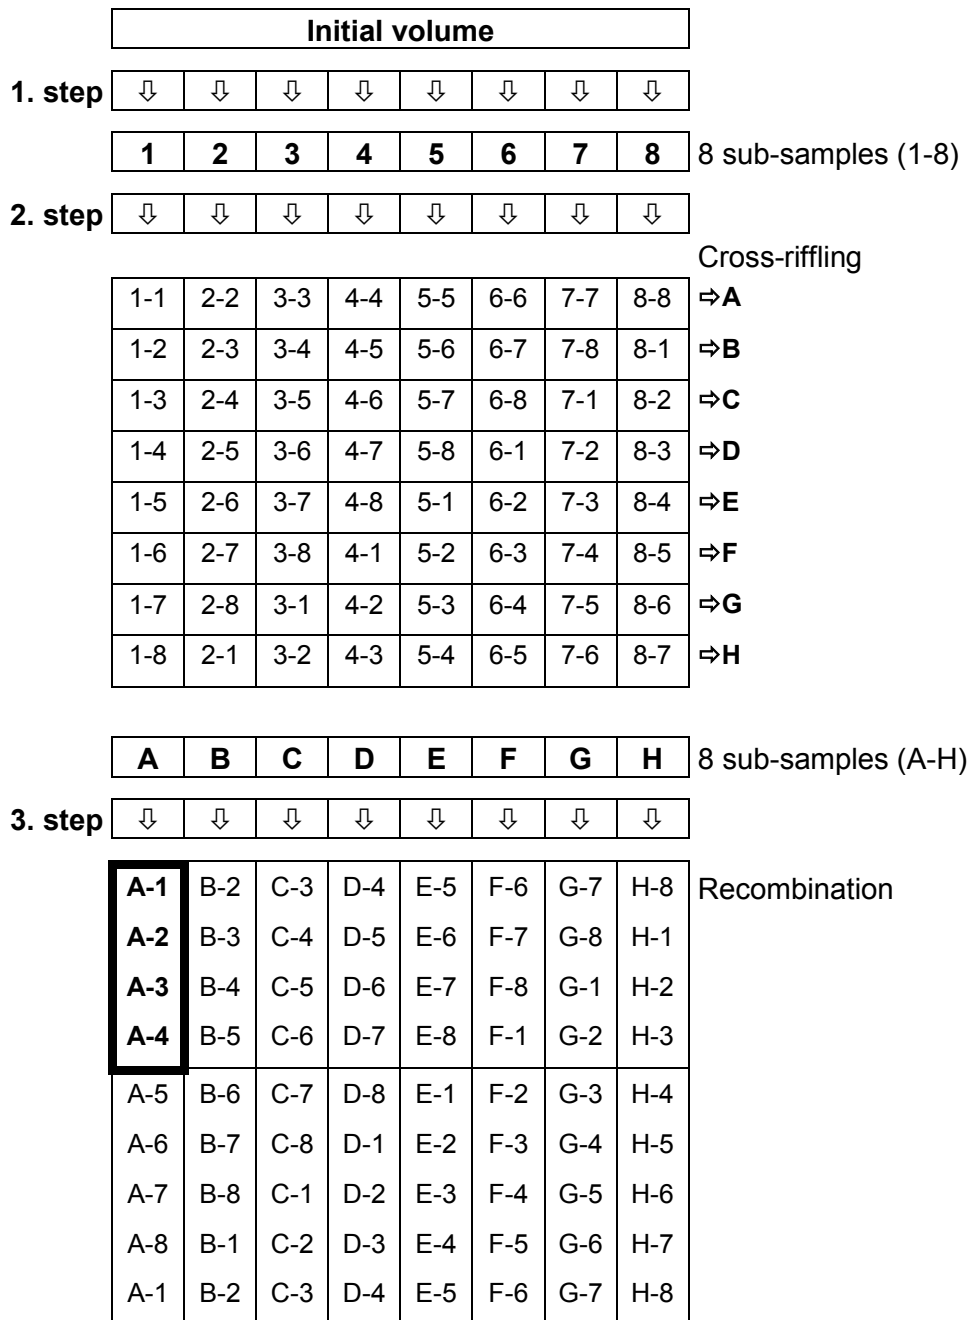 Initial volume
1. step ⇩ ⇩ ⇩ ⇩ ⇩ ⇩ ⇩ ⇩
1 2 3 4 5 6 7 8 8 sub-samples (1-8)
2. step ⇩ ⇩ ⇩ ⇩ ⇩ ⇩ ⇩ ⇩
Cross-riffling
1-1 2-2 3-3 4-4 5-5 6-6 7-7 8-8 ⇨A
1-2 2-3 3-4 4-5 5-6 6-7 7-8 8-1 ⇨B
1-3 2-4 3-5 4-6 5-7 6-8 7-1 8-2 ⇨C
1-4 2-5 3-6 4-7 5-8 6-1 7-2 8-3 ⇨D
1-5 2-6 3-7 4-8 5-1 6-2 7-3 8-4 ⇨E
1-6 2-7 3-8 4-1 5-2 6-3 7-4 8-5 ⇨F
1-7 2-8 3-1 4-2 5-3 6-4 7-5 8-6 ⇨G
1-8 2-1 3-2 4-3 5-4 6-5 7-6 8-7 ⇨H
A B C D E F G H 8 sub-samples (A-H)
3. step ⇩ ⇩ ⇩ ⇩ ⇩ ⇩ ⇩ ⇩
A-1 B-2 C-3 D-4 E-5 F-6 G-7 H-8 Recombination
A-2 B-3 C-4 D-5 E-6 F-7 G-8 H-1
A-3 B-4 C-5 D-6 E-7 F-8 G-1 H-2
A-4 B-5 C-6 D-7 E-8 F-1 G-2 H-3
A-5 B-6 C-7 D-8 E-1 F-2 G-3 H-4
A-6 B-7 C-8 D-1 E-2 F-3 G-4 H-5
A-7 B-8 C-1 D-2 E-3 F-4 G-5 H-6
A-8 B-1 C-2 D-3 E-4 F-5 G-6 H-7
A-1 B-2 C-3 D-4 E-5 F-6 G-7 H-8